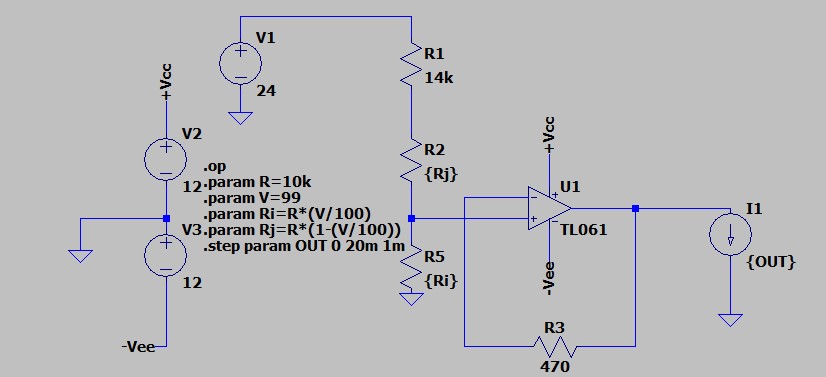 V1
24
R1
14k
+Vcc
V2
12
R2
{Rj}
.op
.param R=10k
.param V=99
.param Ri=R*(V/100)
.param Rj=R*(1-(V/100))
.step param OUT 0 20m 1m
+Vcc
U1
TL061
-Vee
I1
{OUT}
V3
12
R5
{Ri}
-Vee
R3
470